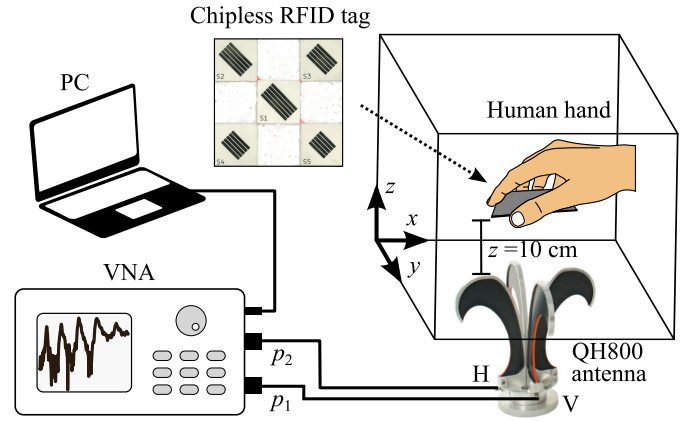 Chipless RFID tag
PC
S2
S3
S1
S4
S5
Human hand
z
x
y
z =10 cm
VNA
p2
p1
H
V
QH800
antenna